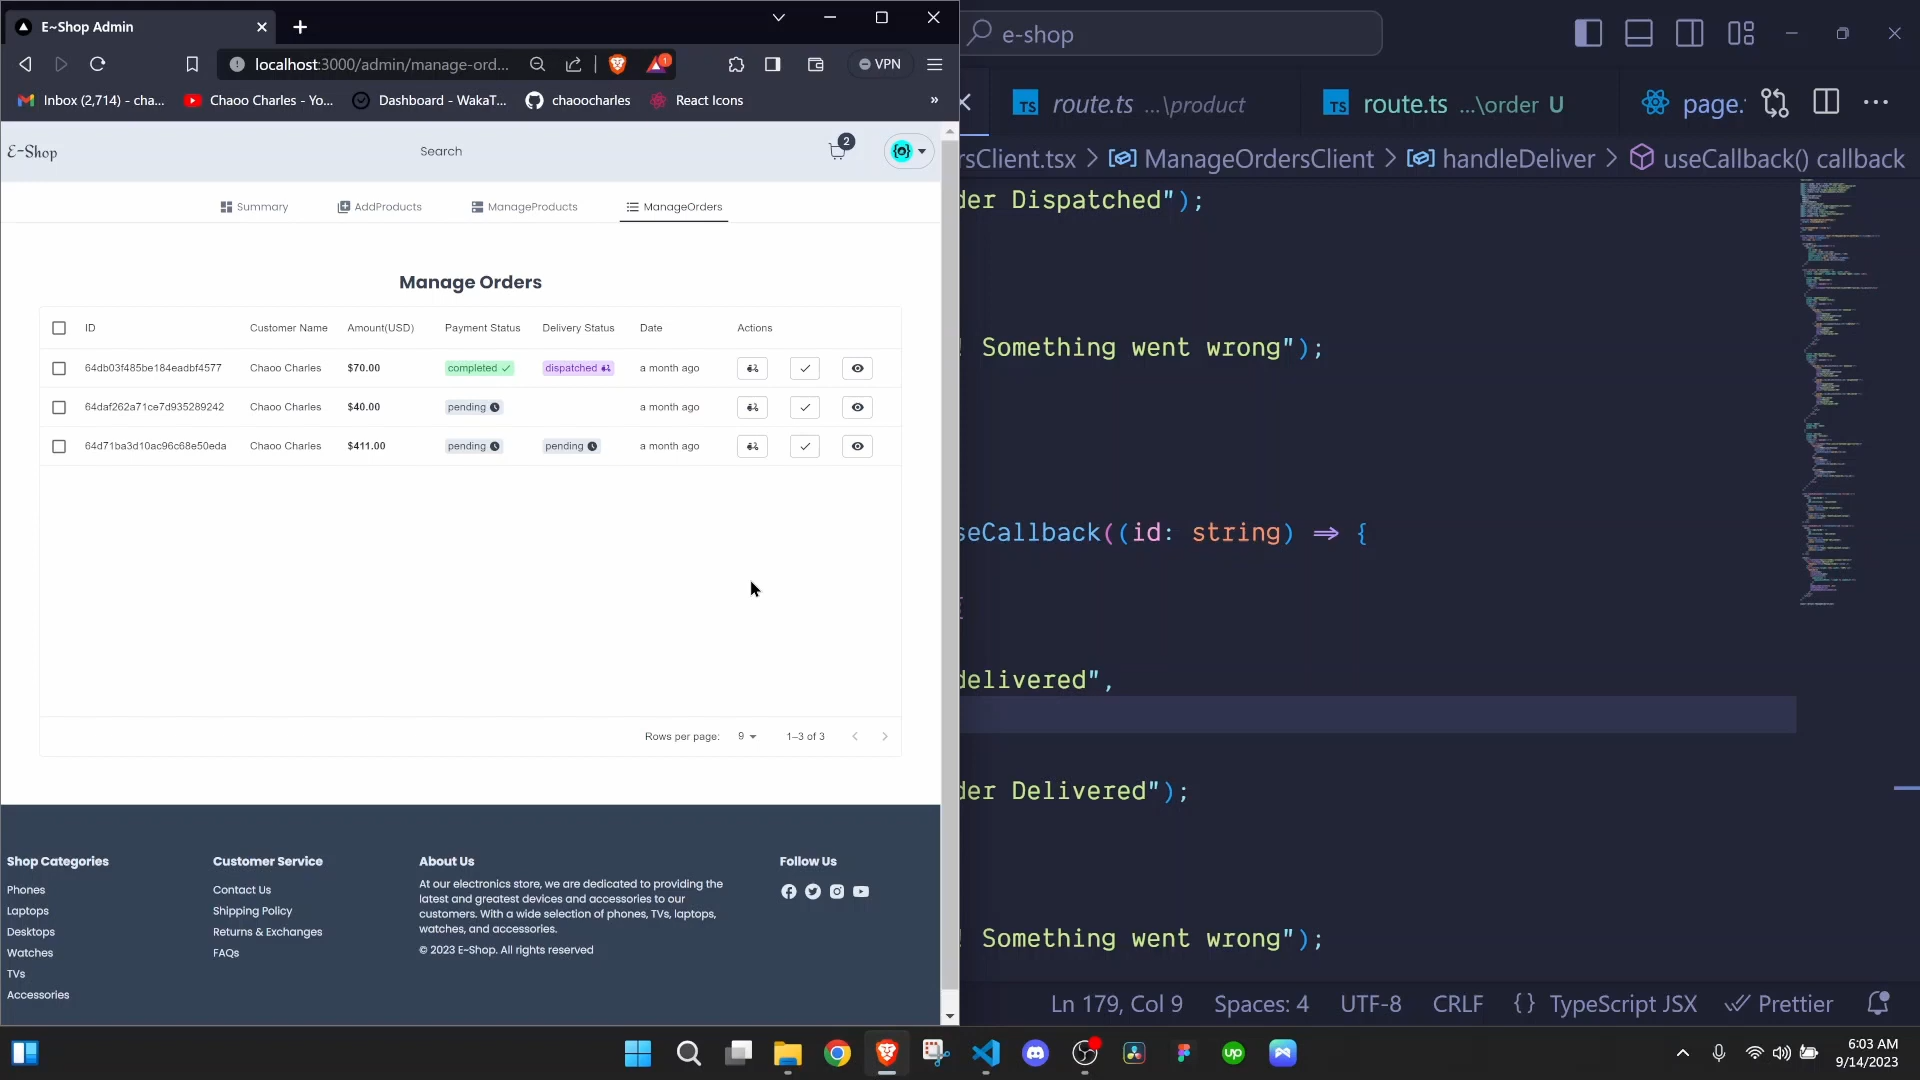 E~Shop Admin
localhost:3000/admin/manage-ord...
1
VPN
Inbox (2,714) - cha...
Chaoo Charles - Yo...
Dashboard - WakaT...
chaoocharles
React Icons
»
E-Shop
Search
2
Summary
AddProducts
ManageProducts
ManageOrders
Manage Orders
ID Customer Name Amount(USD) Payment Status Delivery Status Date Actions
64db03f485be184eadbf4577 Chaoo Charles $70.00 completed dispatched a month ago
64daf262a71ce7d935289242 Chaoo Charles $40.00 pending a month ago
64d71ba3d10ac96c68e50eda Chaoo Charles $411.00 pending pending a month ago
Rows per page: 9 1–3 of 3
Shop Categories
Phones
Laptops
Desktops
Watches
TVs
Accessories
Customer Service
Contact Us
Shipping Policy
Returns & Exchanges
FAQs
About Us
At our electronics store, we are dedicated to providing the
latest and greatest devices and accessories to our
customers. With a wide selection of phones, TVs, laptops,
watches, and accessories.
© 2023 E~Shop. All rights reserved
Follow Us
e-shop
TS route.ts ...\product
TS route.ts ...\order U
page.
rsClient.tsx > ManageOrdersClient > handleDeliver > useCallback() callback
der Dispatched");
! Something went wrong");
seCallback((id: string) => {
delivered",
der Delivered");
! Something went wrong");
Ln 179, Col 9 Spaces: 4 UTF-8 CRLF {} TypeScript JSX Prettier
up
6:03 AM
9/14/2023